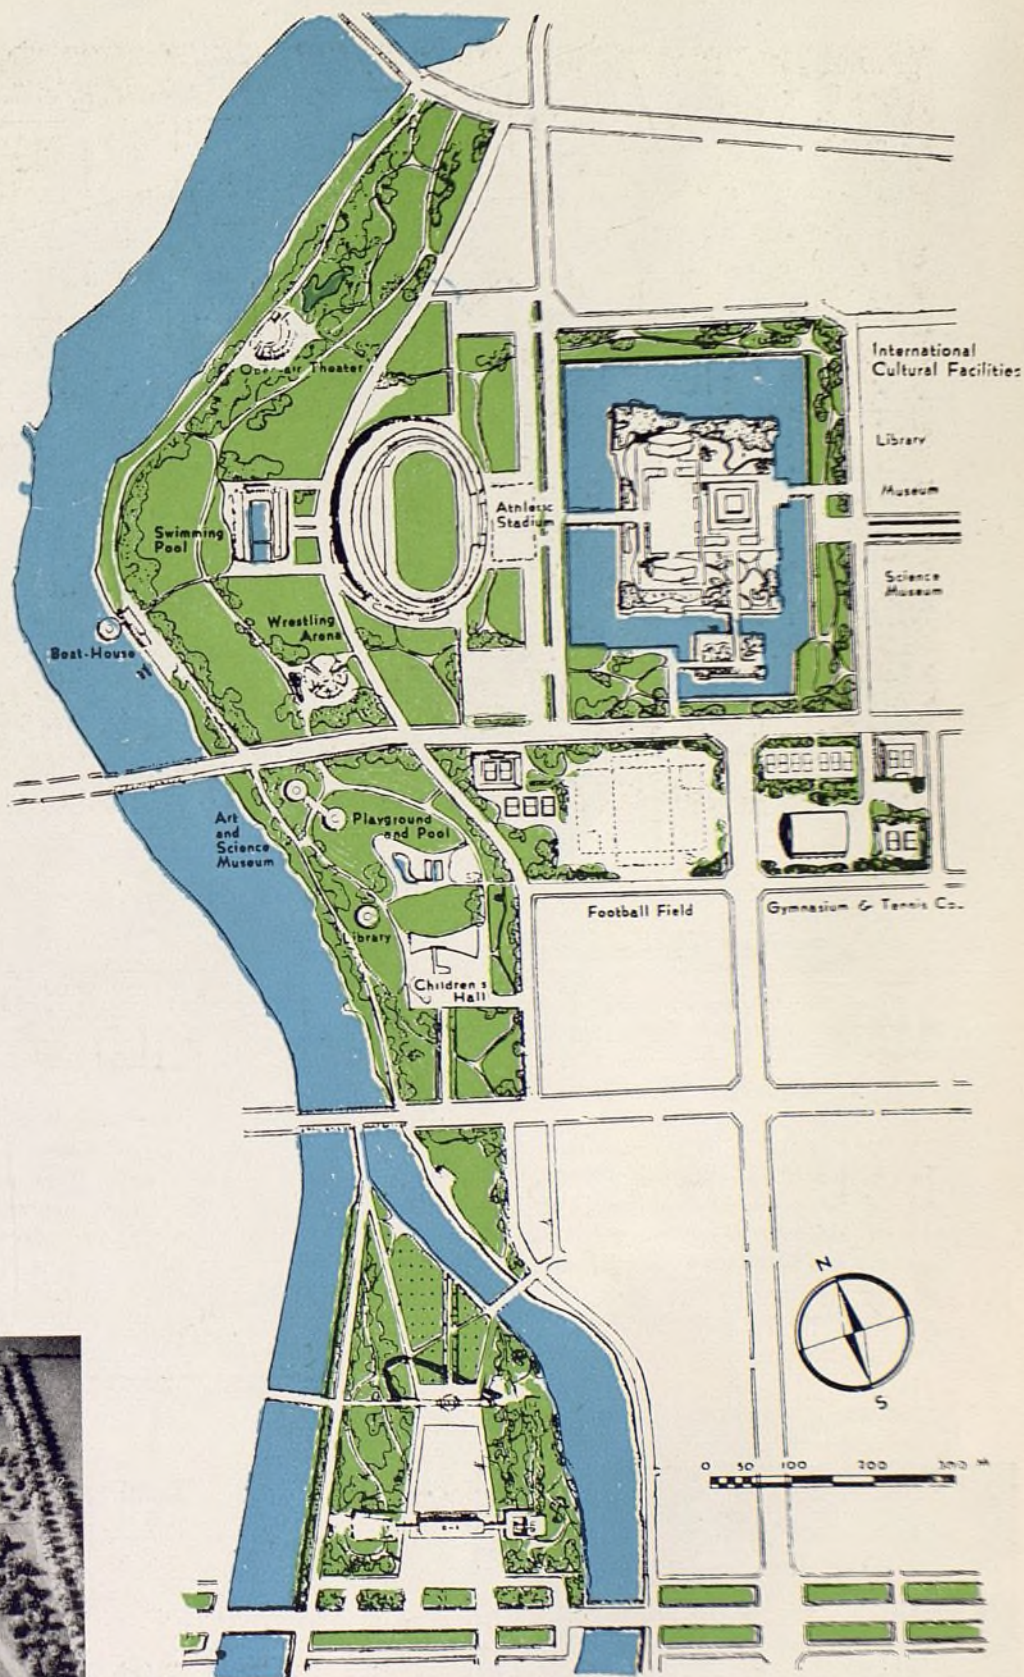 International
Cultural Facilities
Open-air Theater
Library
Museum
Athletic
Stadium
Swimming
Pool
Science
Museum
Wrestling
Arena
Boat-House
Art
and
Science
Museum
Playground
and Pool
Library
Football Field
Gymnasium & Tennis Co
Children's
Hall
N
S
0 50 100 200 300 M